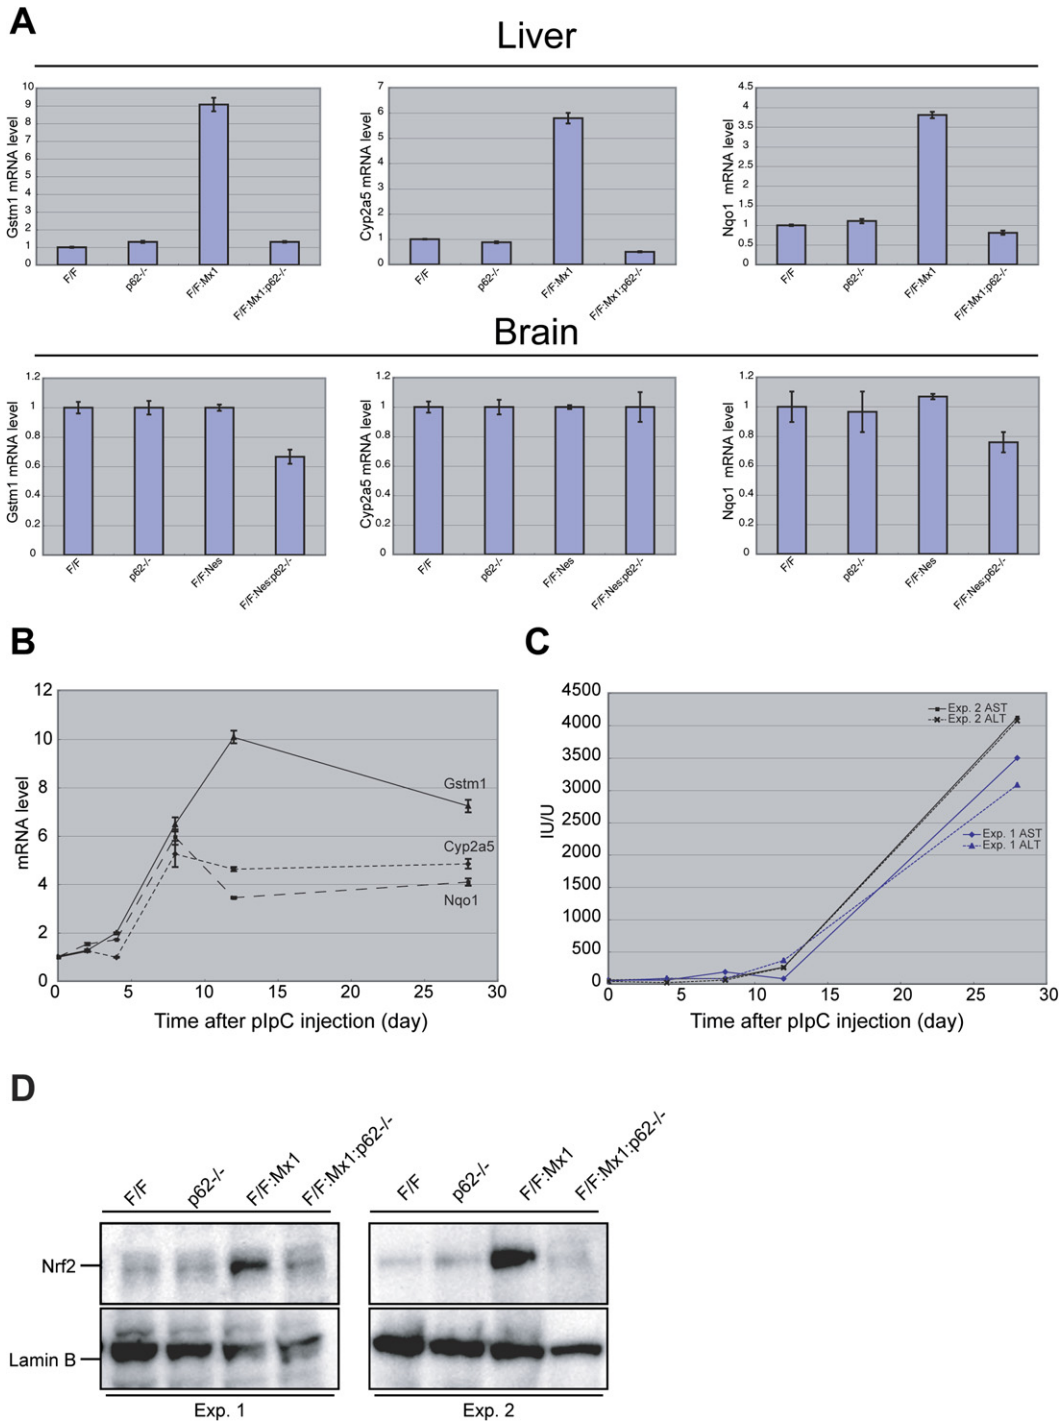 A
Liver
Gstm1 mRNA level
10
9
8
7
6
5
4
3
2
1
0
F/F
p62-/-
F/F:Mx1
F/F:Mx1:p62-/-
Cyp2a5 mRNA level
7
6
5
4
3
2
1
0
F/F
p62-/-
F/F:Mx1
F/F:Mx1:p62-/-
Nqo1 mRNA level
4.5
4
3.5
3
2.5
2
1.5
1
0.5
0
F/F
p62-/-
F/F:Mx1
F/F:Mx1:p62-/-
Brain
Gstm1 mRNA level
1.2
1
0.8
0.6
0.4
0.2
0
F/F
p62-/-
F/F:Nes
F/F:Nes:p62-/-
Cyp2a5 mRNA level
1.2
1
0.8
0.6
0.4
0.2
0
F/F
p62-/-
F/F:Nes
F/F:Nes:p62-/-
Nqo1 mRNA level
1.2
1
0.8
0.6
0.4
0.2
0
F/F
p62-/-
F/F:Nes
F/F:Nes:p62-/-
B
mRNA level
12
10
8
6
4
2
0
Gstm1
Cyp2a5
Nqo1
0 5 10 15 20 25 30
Time after pIpC injection (day)
C
IU/U
4500
4000
3500
3000
2500
2000
1500
1000
500
0
Exp. 2 AST
Exp. 2 ALT
Exp. 1 AST
Exp. 1 ALT
0 5 10 15 20 25 30
Time after pIpC injection (day)
D
F/F
p62-/-
F/F:Mx1
F/F:Mx1:p62-/-
F/F
p62-/-
F/F:Mx1
F/F:Mx1:p62-/-
Nrf2
Lamin B
Exp. 1
Exp. 2